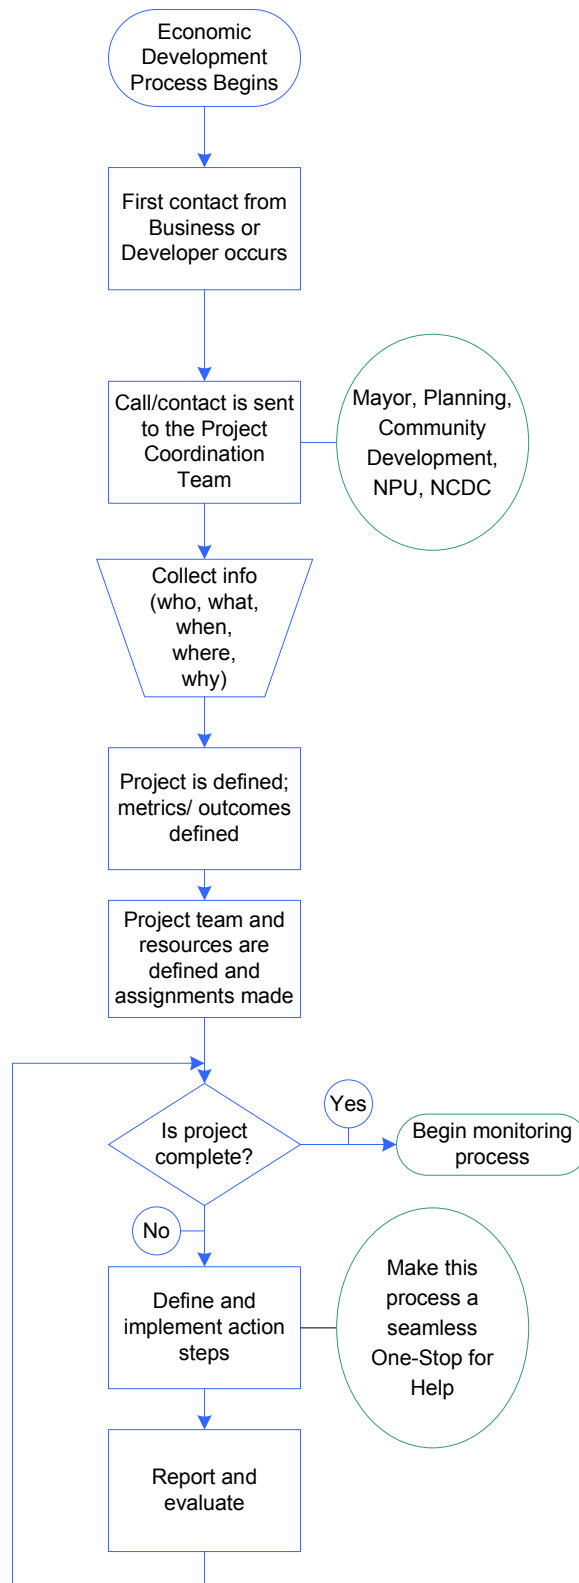 Economic
Development
Process Begins
First contact from
Business or
Developer occurs
Call/contact is sent
to the Project
Coordination
Team
Mayor, Planning,
Community
Development,
NPU, NCDC
Collect info
(who, what,
when,
where,
why)
Project is defined;
metrics/ outcomes
defined
Project team and
resources are
defined and
assignments made
Is project
complete?
Yes
Begin monitoring
process
No
Define and
implement action
steps
Make this
process a
seamless
One-Stop for
Help
Report and
evaluate